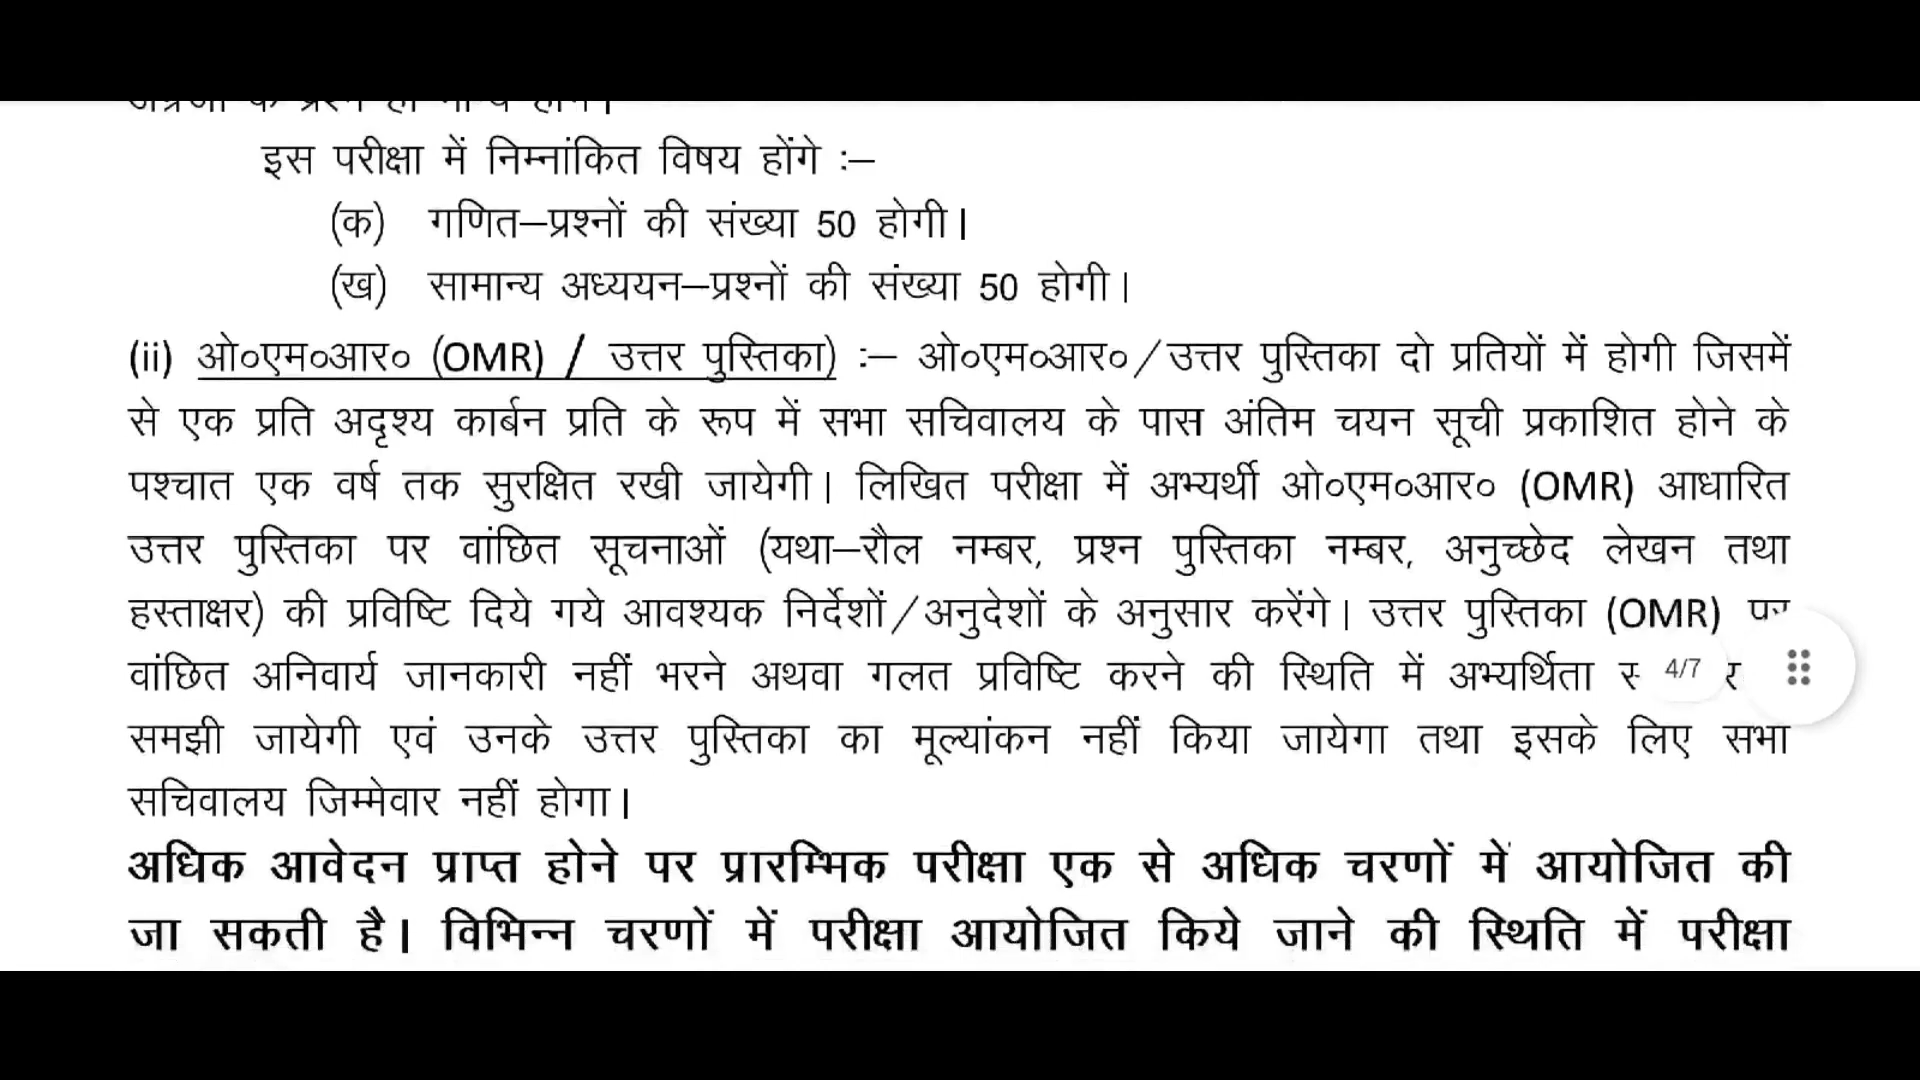 इस परीक्षा में निम्नांकित विषय होंगे :–
(क) गणित–प्रश्नों की संख्या 50 होगी।
(ख) सामान्य अध्ययन–प्रश्नों की संख्या 50 होगी।
(ii) ओ०एम०आर० (OMR) / उत्तर पुस्तिका) :– ओ०एम०आर०/उत्तर पुस्तिका दो प्रतियों में होगी जिसमें
से एक प्रति अदृश्य कार्बन प्रति के रूप में सभा सचिवालय के पास अंतिम चयन सूची प्रकाशित होने के
पश्चात एक वर्ष तक सुरक्षित रखी जायेगी। लिखित परीक्षा में अभ्यर्थी ओ०एम०आर० (OMR) आधारित
उत्तर पुस्तिका पर वांछित सूचनाओं (यथा–रौल नम्बर, प्रश्न पुस्तिका नम्बर, अनुच्छेद लेखन तथा
हस्ताक्षर) की प्रविष्टि दिये गये आवश्यक निर्देशों/अनुदेशों के अनुसार करेंगे। उत्तर पुस्तिका (OMR) पर
वांछित अनिवार्य जानकारी नहीं भरने अथवा गलत प्रविष्टि करने की स्थिति में अभ्यर्थिता 4/7
समझी जायेगी एवं उनके उत्तर पुस्तिका का मूल्यांकन नहीं किया जायेगा तथा इसके लिए सभा
सचिवालय जिम्मेवार नहीं होगा।
अधिक आवेदन प्राप्त होने पर प्रारम्भिक परीक्षा एक से अधिक चरणों में आयोजित की
जा सकती है। विभिन्न चरणों में परीक्षा आयोजित किये जाने की स्थिति में परीक्षा